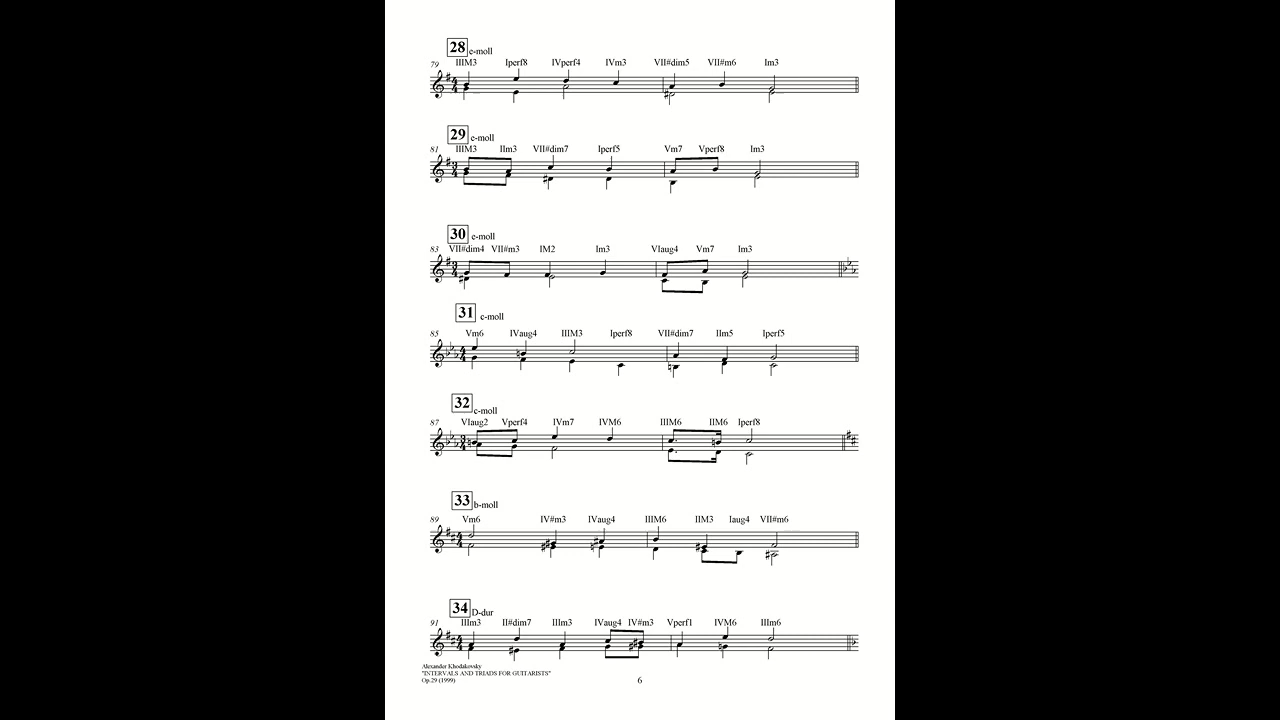 28 e-moll
79 IIIM3 Iperf8 IVperf4 IVm3 VII#dim5 VII#m6 Im3
29 e-moll
81 IIIM3 IIm3 VII#dim7 Iperf5 Vm7 Vperf8 Im3
30 e-moll
83 VII#dim4 VII#m3 IM2 Im3 VIaug4 Vm7 Im3
31 c-moll
85 Vm6 IVaug4 IIIM3 Iperf8 VII#dim7 IIm5 Iperf5
32 c-moll
87 VIaug2 Vperf4 IVm7 IVM6 IIIM6 IIM6 Iperf8
33 b-moll
89 Vm6 IV#m3 IVaug4 IIIM6 IIM3 Iaug4 VII#m6
34 D-dur
91 IIIm3 II#dim7 IIIm3 IVaug4 IV#m3 Vperf1 IVM6 IIIm6
Alexander Khodakovsky
"INTERVALS AND TRIADS FOR GUITARISTS"
Op.29 (1999)
6